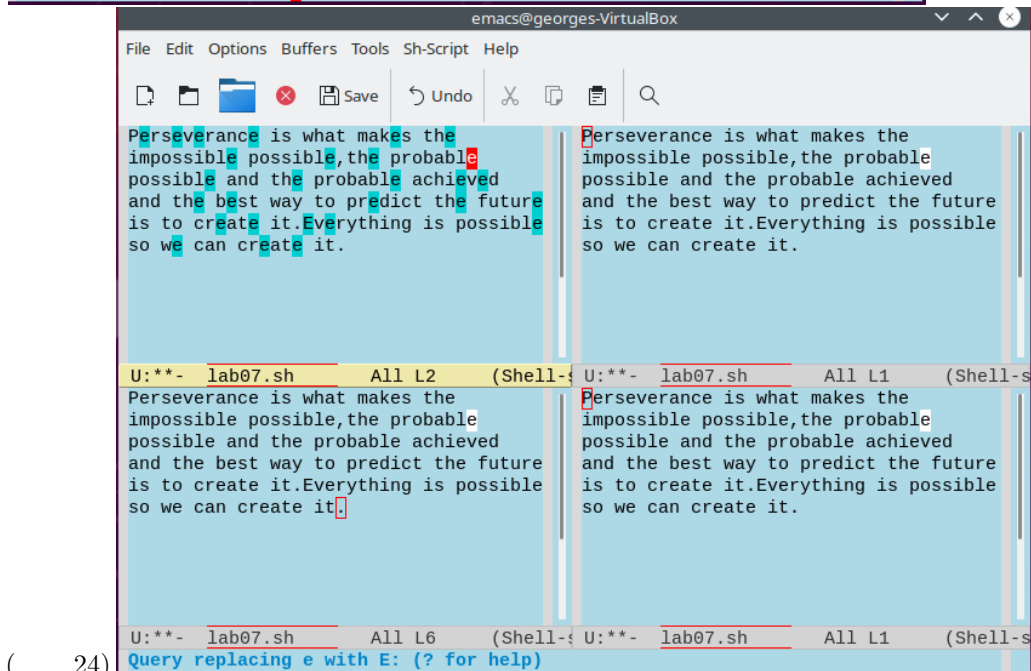 emacs@georges-VirtualBox
File Edit Options Buffers Tools Sh-Script Help
Save Undo
Perseverance is what makes the
impossible possible,the probable
possible and the probable achieved
and the best way to predict the future
is to create it.Everything is possible
so we can create it.
Perseverance is what makes the
impossible possible,the probable
possible and the probable achieved
and the best way to predict the future
is to create it.Everything is possible
so we can create it.
U:**- lab07.sh All L2 (Shell-s
U:**- lab07.sh All L1 (Shell-s
Perseverance is what makes the
impossible possible,the probable
possible and the probable achieved
and the best way to predict the future
is to create it.Everything is possible
so we can create it.
Perseverance is what makes the
impossible possible,the probable
possible and the probable achieved
and the best way to predict the future
is to create it.Everything is possible
so we can create it.
U:**- lab07.sh All L6 (Shell-s
U:**- lab07.sh All L1 (Shell-s
Query replacing e with E: (? for help)
( 24)